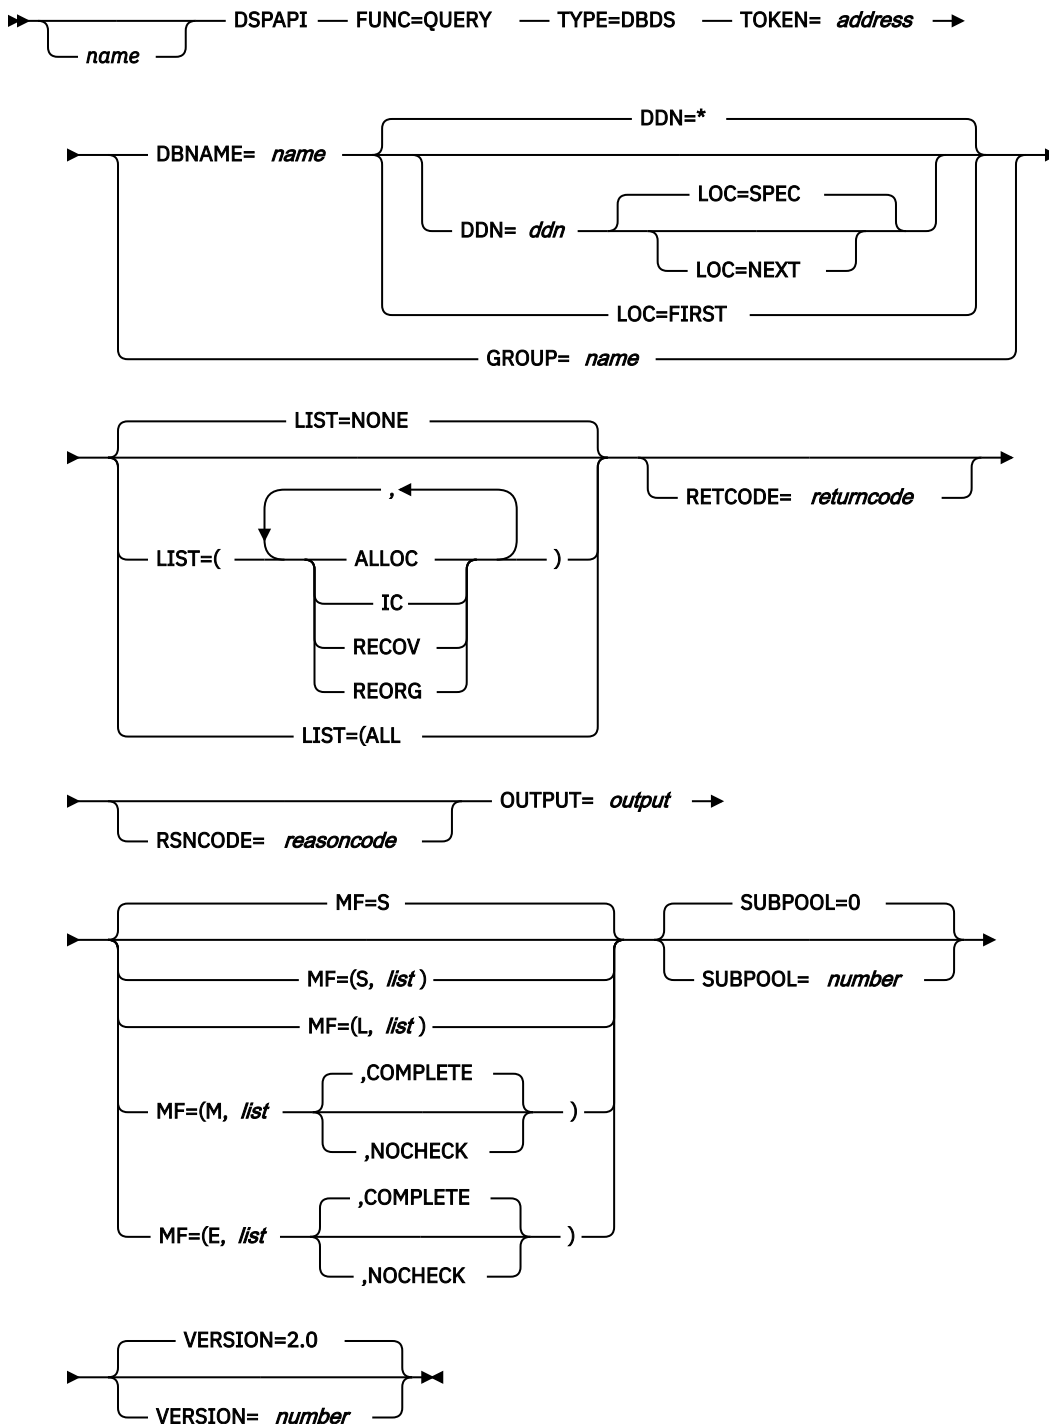 DSPAPI FUNC=QUERY TYPE=DBDS TOKEN= address
name
DDN=*
DBNAME= name
LOC=SPEC
DDN= ddn
LOC=NEXT
LOC=FIRST
GROUP= name
LIST=NONE
,
RETCODE= returncode
LIST=( ALLOC )
IC
RECOV
REORG
LIST=(ALL
OUTPUT= output
RSNCODE= reasoncode
MF=S SUBPOOL=0
MF=(S, list ) SUBPOOL= number
MF=(L, list )
,COMPLETE
MF=(M, list )
,NOCHECK
,COMPLETE
MF=(E, list )
,NOCHECK
VERSION=2.0
VERSION= number